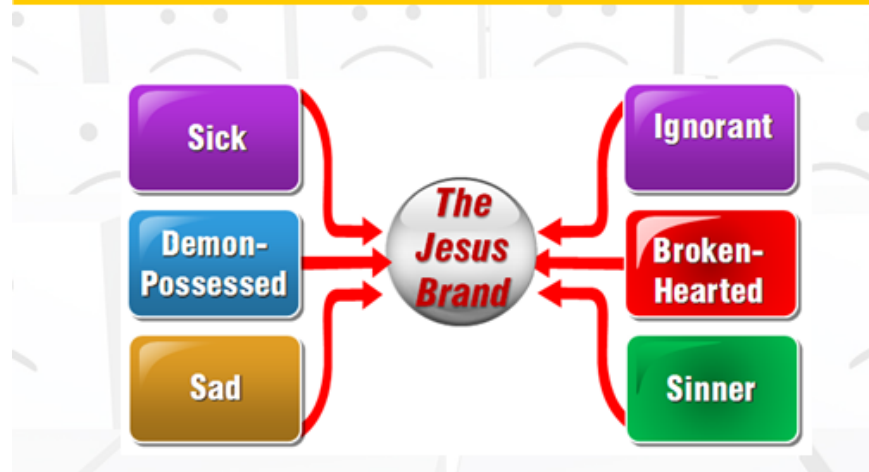 Sick
Demon-
Possessed
Sad
The
Jesus
Brand
Ignorant
Broken-
Hearted
Sinner